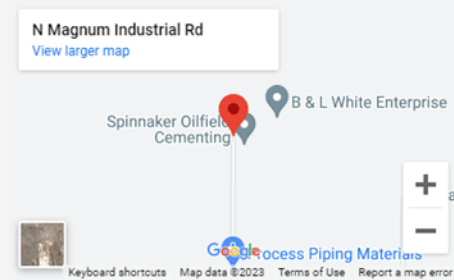 N Magnum Industrial Rd
View larger map
B & L White Enterprise
Spinnaker Oilfield
Cementing
Google
Process Piping Materials
Keyboard shortcuts Map data ©2023 Terms of Use Report a map error